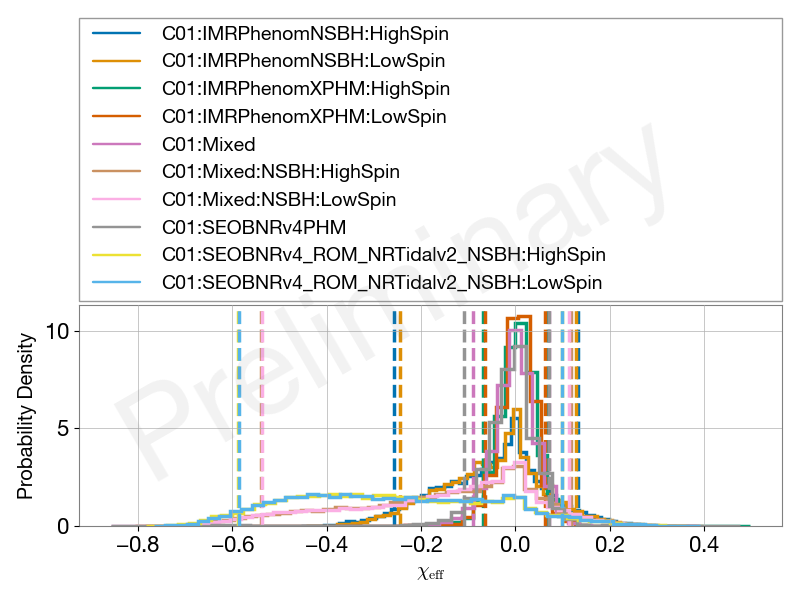 C01:IMRPhenomNSBH:HighSpin
C01:IMRPhenomNSBH:LowSpin
C01:IMRPhenomXPHM:HighSpin
C01:IMRPhenomXPHM:LowSpin
C01:Mixed
C01:Mixed:NSBH:HighSpin
C01:Mixed:NSBH:LowSpin
C01:SEOBNRv4PHM
C01:SEOBNRv4_ROM_NRTidalv2_NSBH:HighSpin
C01:SEOBNRv4_ROM_NRTidalv2_NSBH:LowSpin
Preliminary
Probability Density
10
5
0
−0.8 −0.6 −0.4 −0.2 0.0 0.2 0.4
χeff